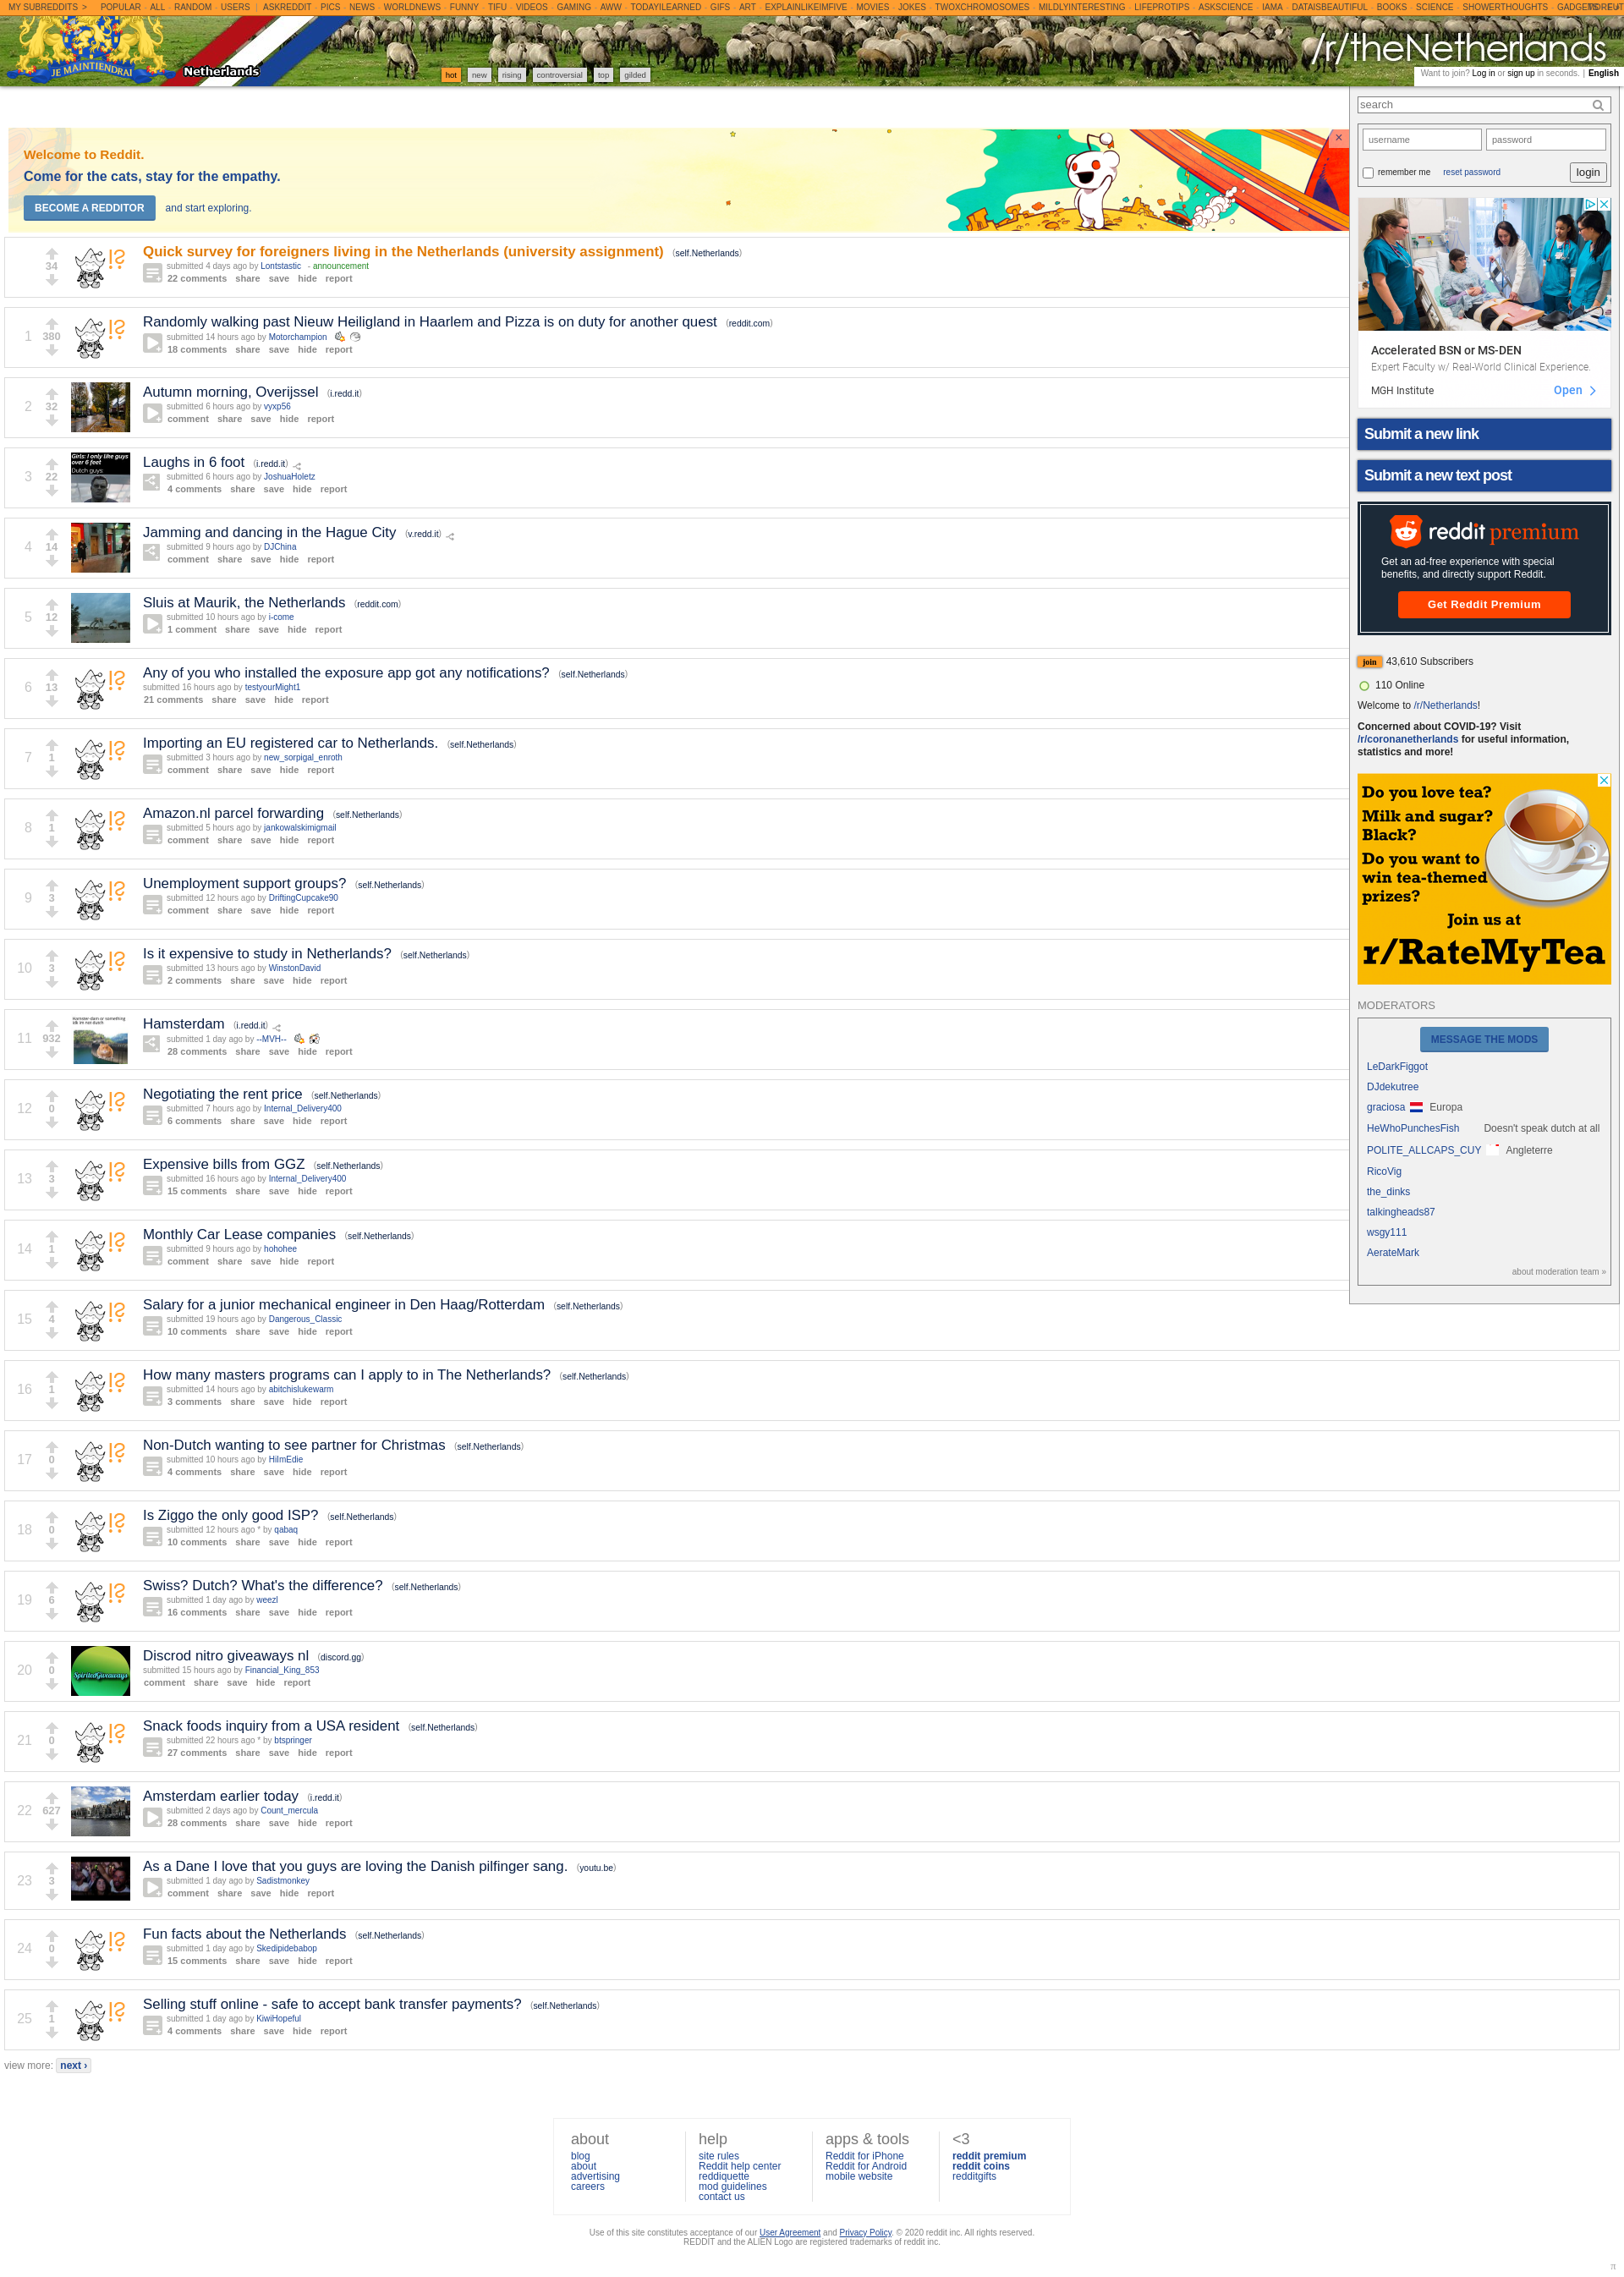 MY SUBREDDITS > POPULAR - ALL - RANDOM - USERS | ASKREDDIT - PICS - NEWS - WORLDNEWS - FUNNY - TIFU - VIDEOS - GAMING - AWW - TODAYILEARNED - GIFS - ART - EXPLAINLIKEIMFIVE - MOVIES - JOKES - TWOXCHROMOSOMES - MILDLYINTERESTING - LIFEPROTIPS - ASKSCIENCE - IAMA - DATAISBEAUTIFUL - BOOKS - SCIENCE - SHOWERTHOUGHTS - GADGETS
JE MAINTIENDRAI
Netherlands
hot new rising controversial top gilded
/r/theNetherlands
Want to join? Log in or sign up in seconds. | English
search
username password
remember me reset password login
Welcome to Reddit.
Come for the cats, stay for the empathy.
BECOME A REDDITOR and start exploring.
34
Quick survey for foreigners living in the Netherlands (university assignment) (self.Netherlands)
submitted 4 days ago by Lontstastic - announcement
22 comments share save hide report
1 380
Randomly walking past Nieuw Heiligland in Haarlem and Pizza is on duty for another quest (reddit.com)
submitted 14 hours ago by Motorchampion
18 comments share save hide report
2 32
Autumn morning, Overijssel (i.redd.it)
submitted 6 hours ago by vyxp56
comment share save hide report
3 22
Girls: I only like guys over 6 feet
Dutch guys
Laughs in 6 foot (i.redd.it)
submitted 6 hours ago by JoshuaHoletz
4 comments share save hide report
4 14
Jamming and dancing in the Hague City (v.redd.it)
submitted 9 hours ago by DJChina
comment share save hide report
5 12
Sluis at Maurik, the Netherlands (reddit.com)
submitted 10 hours ago by i-come
1 comment share save hide report
6 13
Any of you who installed the exposure app got any notifications? (self.Netherlands)
submitted 16 hours ago by testyourMight1
21 comments share save hide report
7 1
Importing an EU registered car to Netherlands. (self.Netherlands)
submitted 3 hours ago by new_sorpigal_enroth
comment share save hide report
8 1
Amazon.nl parcel forwarding (self.Netherlands)
submitted 5 hours ago by jankowalskimigmail
comment share save hide report
9 3
Unemployment support groups? (self.Netherlands)
submitted 12 hours ago by DriftingCupcake90
comment share save hide report
10 3
Is it expensive to study in Netherlands? (self.Netherlands)
submitted 13 hours ago by WinstonDavid
2 comments share save hide report
11 932
Hamsterdam (i.redd.it)
submitted 1 day ago by --MVH--
28 comments share save hide report
12 0
Negotiating the rent price (self.Netherlands)
submitted 7 hours ago by Internal_Delivery400
6 comments share save hide report
13 3
Expensive bills from GGZ (self.Netherlands)
submitted 16 hours ago by Internal_Delivery400
15 comments share save hide report
14 1
Monthly Car Lease companies (self.Netherlands)
submitted 9 hours ago by hohohee
comment share save hide report
15 4
Salary for a junior mechanical engineer in Den Haag/Rotterdam (self.Netherlands)
submitted 19 hours ago by Dangerous_Classic
10 comments share save hide report
16 1
How many masters programs can I apply to in The Netherlands? (self.Netherlands)
submitted 14 hours ago by abitchislukewarm
3 comments share save hide report
17 0
Non-Dutch wanting to see partner for Christmas (self.Netherlands)
submitted 10 hours ago by HilmEdie
4 comments share save hide report
18 0
Is Ziggo the only good ISP? (self.Netherlands)
submitted 12 hours ago * by qabaq
10 comments share save hide report
19 6
Swiss? Dutch? What's the difference? (self.Netherlands)
submitted 1 day ago by weezl
16 comments share save hide report
20 0
SpiritedGiveaways
Discrod nitro giveaways nl (discord.gg)
submitted 15 hours ago by Financial_King_853
comment share save hide report
21 0
Snack foods inquiry from a USA resident (self.Netherlands)
submitted 22 hours ago * by btspringer
27 comments share save hide report
22 627
Amsterdam earlier today (i.redd.it)
submitted 2 days ago by Count_mercula
28 comments share save hide report
23 3
As a Dane I love that you guys are loving the Danish pilfinger sang. (youtu.be)
submitted 1 day ago by Sadistmonkey
comment share save hide report
24 0
Fun facts about the Netherlands (self.Netherlands)
submitted 1 day ago by Skedipidebabop
15 comments share save hide report
25 1
Selling stuff online - safe to accept bank transfer payments? (self.Netherlands)
submitted 1 day ago by KiwiHopeful
4 comments share save hide report
view more: next ›
Accelerated BSN or MS-DEN
Expert Faculty w/ Real-World Clinical Experience.
MGH Institute Open
Submit a new link
Submit a new text post
reddit premium
Get an ad-free experience with special
benefits, and directly support Reddit.
Get Reddit Premium
join 43,610 Subscribers
110 Online
Welcome to /r/Netherlands!
Concerned about COVID-19? Visit
/r/coronanetherlands for useful information,
statistics and more!
Do you love tea?
Milk and sugar?
Black?
Do you want to
win tea-themed
prizes?
Join us at
r/RateMyTea
MODERATORS
MESSAGE THE MODS
LeDarkFiggot
DJdekutree
graciosa Europa
HeWhoPunchesFish Doesn't speak dutch at all
POLITE_ALLCAPS_CUY Angleterre
RicoVig
the_dinks
talkingheads87
wsgy111
AerateMark
about moderation team »
about
blog
about
advertising
careers
help
site rules
Reddit help center
reddiquette
mod guidelines
contact us
apps & tools
Reddit for iPhone
Reddit for Android
mobile website
<3
reddit premium
reddit coins
redditgifts
Use of this site constitutes acceptance of our User Agreement and Privacy Policy. © 2020 reddit inc. All rights reserved.
REDDIT and the ALIEN Logo are registered trademarks of reddit inc.
π